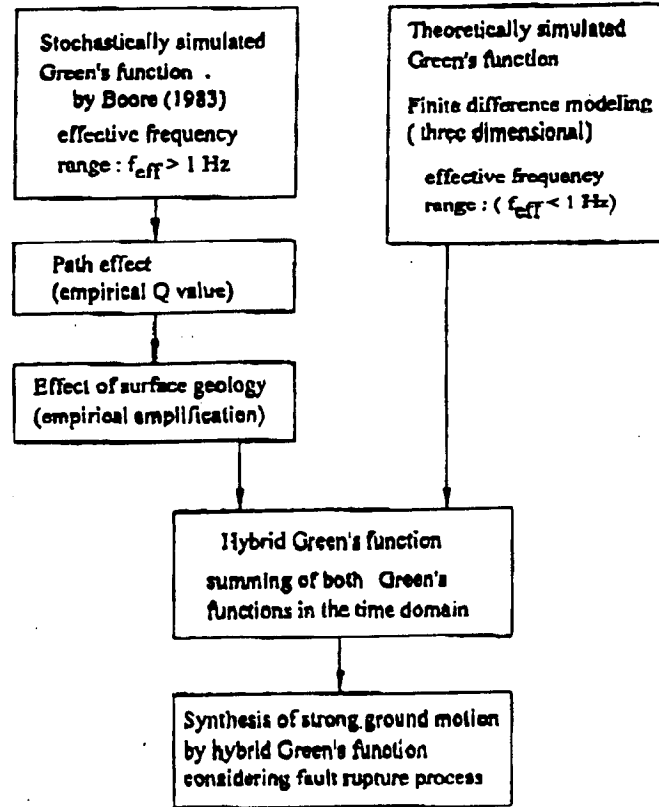 Stochastically simulated
Green's function .
by Boore (1983)
effective frequency
range : f_eff > 1 Hz
Theoretically simulated
Green's function
Finite difference modeling
( three dimensional)
effective frequency
range : ( f_eff < 1 Hz)
Path effect
(empirical Q value)
Effect of surface geology
(empirical amplification)
Hybrid Green's function
summing of both Green's
functions in the time domain
Synthesis of strong ground motion
by hybrid Green's function
considering fault rupture process